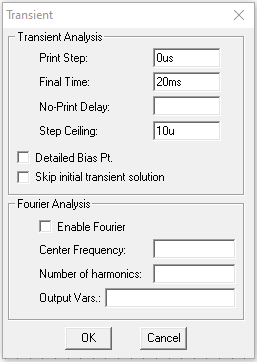 Transient
Transient Analysis
Print Step: 0us
Final Time: 20ms
No-Print Delay:
Step Ceiling: 10u
Detailed Bias Pt.
Skip initial transient solution
Fourier Analysis
Enable Fourier
Center Frequency:
Number of harmonics:
Output Vars.:
OK Cancel